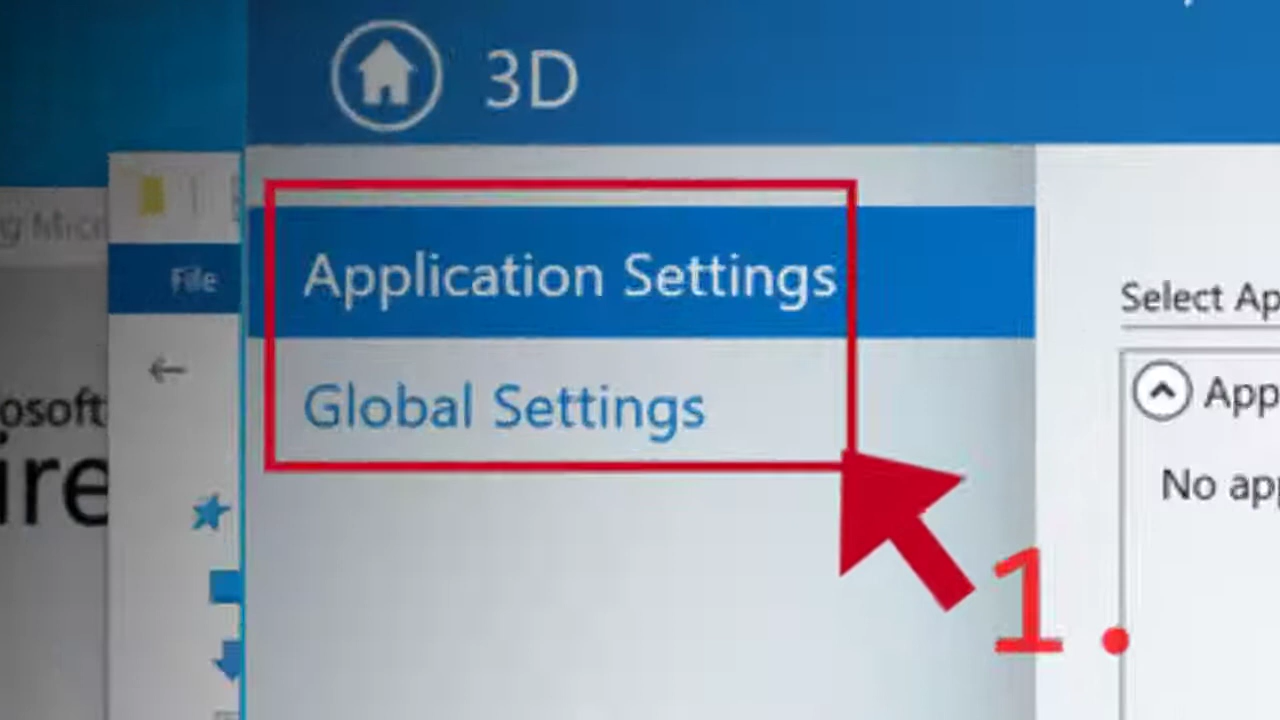 3D
Application Settings
Global Settings
File
Select Ap
App
No app
osoft
ire
1.